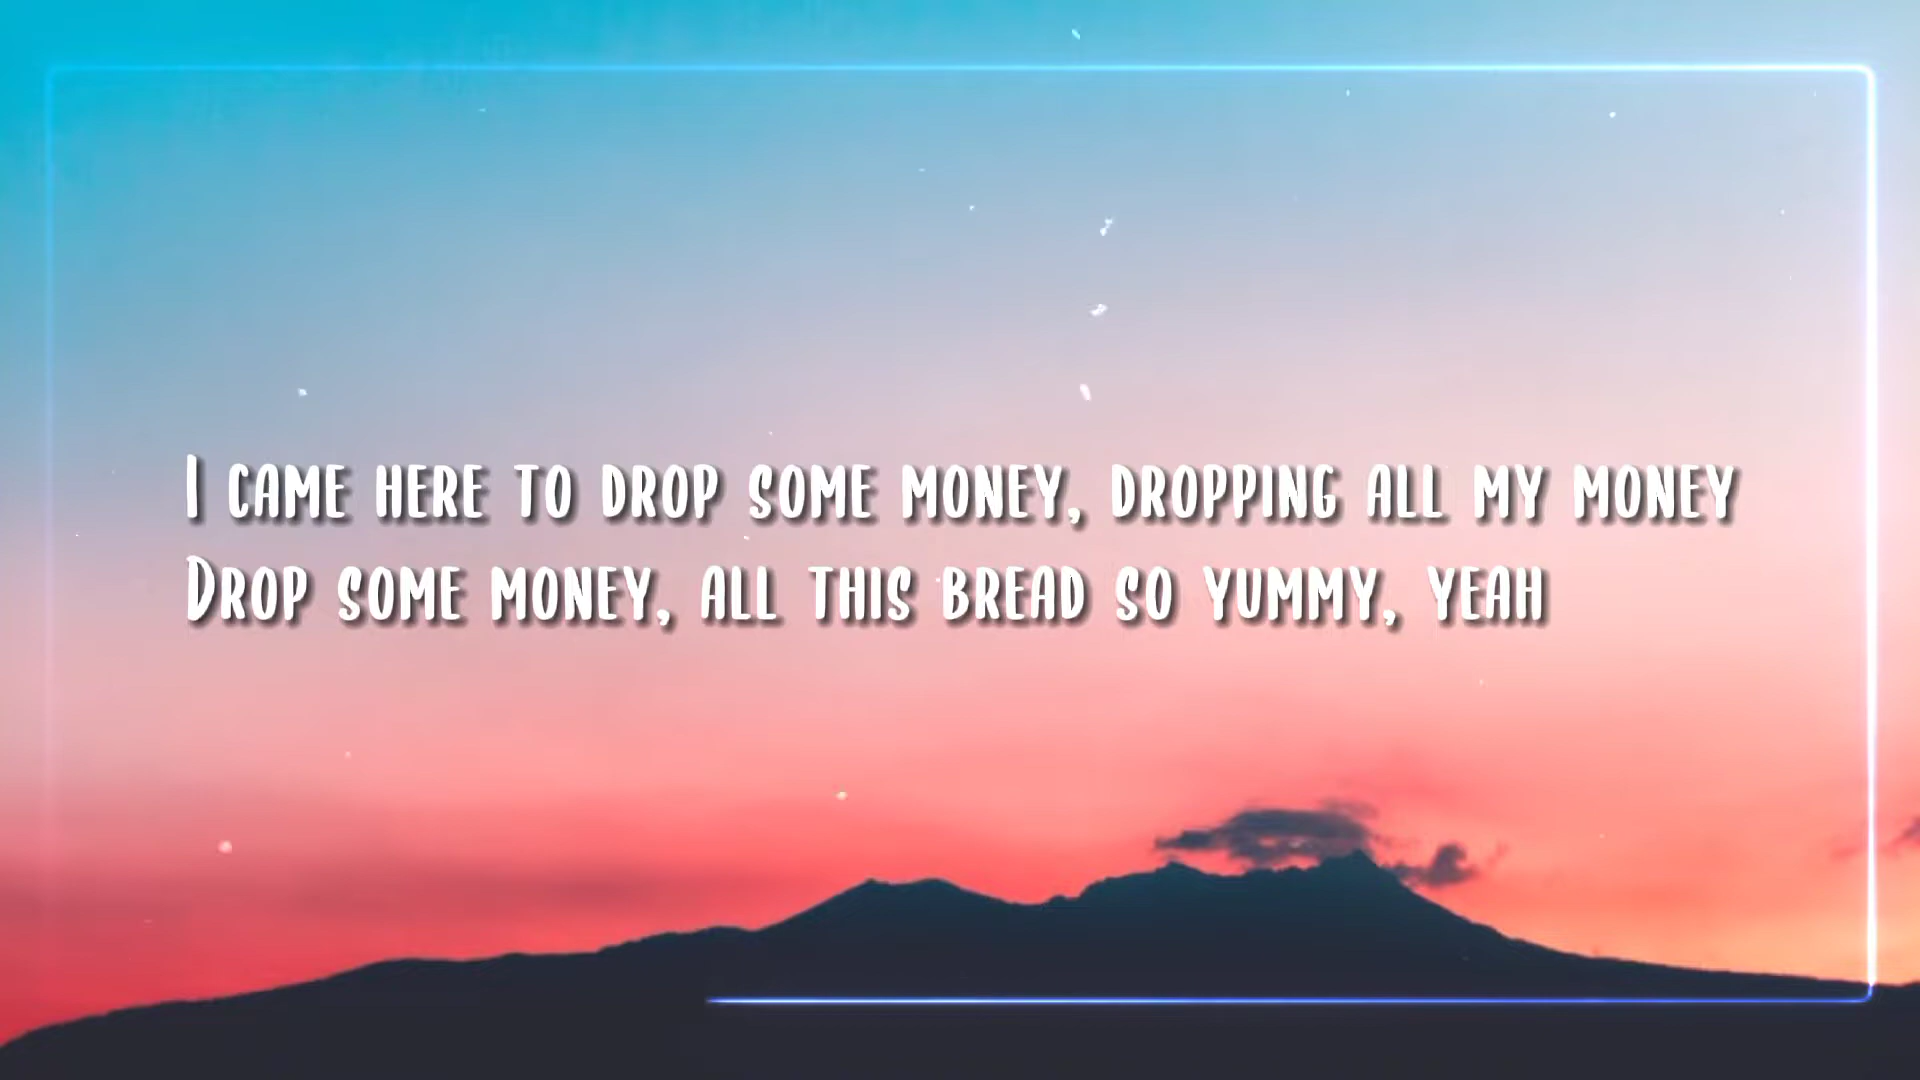 I CAME HERE TO DROP SOME MONEY, DROPPING ALL MY MONEY
DROP SOME MONEY, ALL THIS BREAD SO YUMMY, YEAH